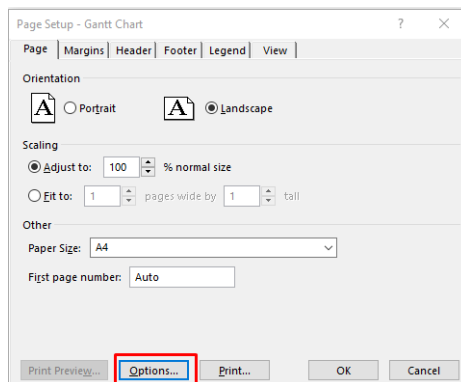 Page Setup - Gantt Chart ? ×
Page Margins Header Footer Legend View
Orientation
A Portrait A Landscape
Scaling
Adjust to: 100 % normal size
Fit to: 1 pages wide by 1 tall
Other
Paper Size: A4
First page number: Auto
Print Preview... Options... Print... OK Cancel